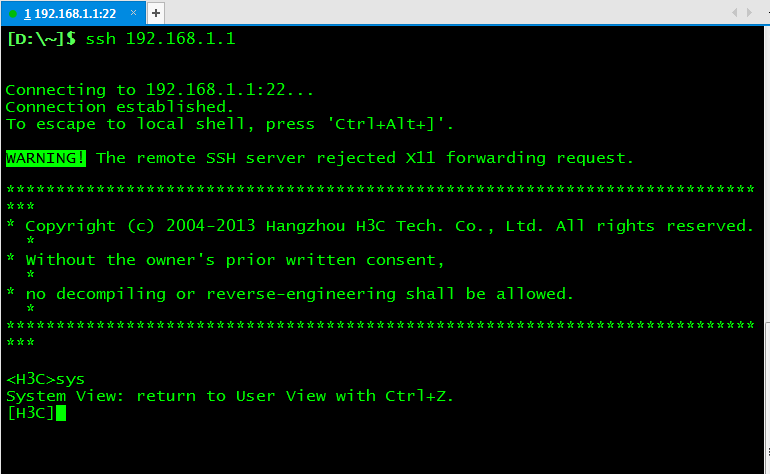 1 192.168.1.1:22 × +
[D:\~]$ ssh 192.168.1.1
Connecting to 192.168.1.1:22...
Connection established.
To escape to local shell, press 'Ctrl+Alt+]'.
WARNING! The remote SSH server rejected X11 forwarding request.
***************************************************************************
***
* Copyright (c) 2004-2013 Hangzhou H3C Tech. Co., Ltd. All rights reserved.
*
* Without the owner's prior written consent,
*
* no decompiling or reverse-engineering shall be allowed.
*
***************************************************************************
***
<H3C>sys
System View: return to User View with Ctrl+Z.
[H3C]